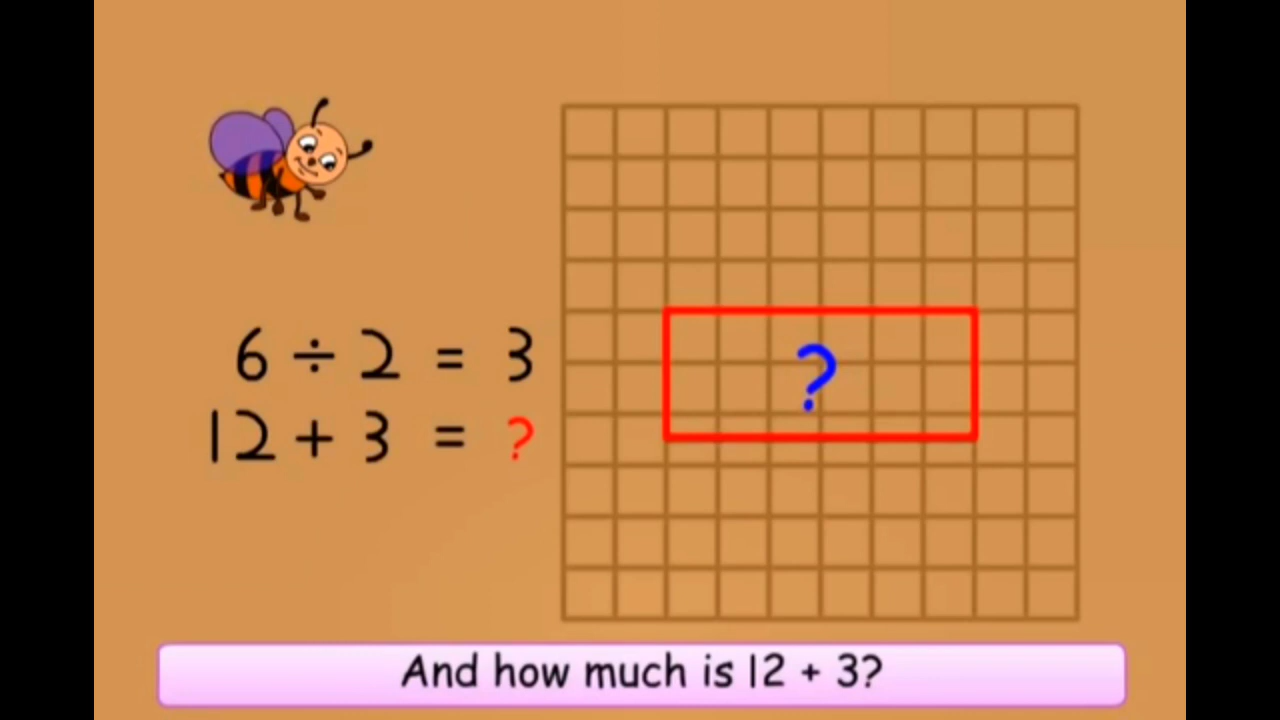 6 ÷ 2 = 3
12 + 3 = ?
?
And how much is 12 + 3?